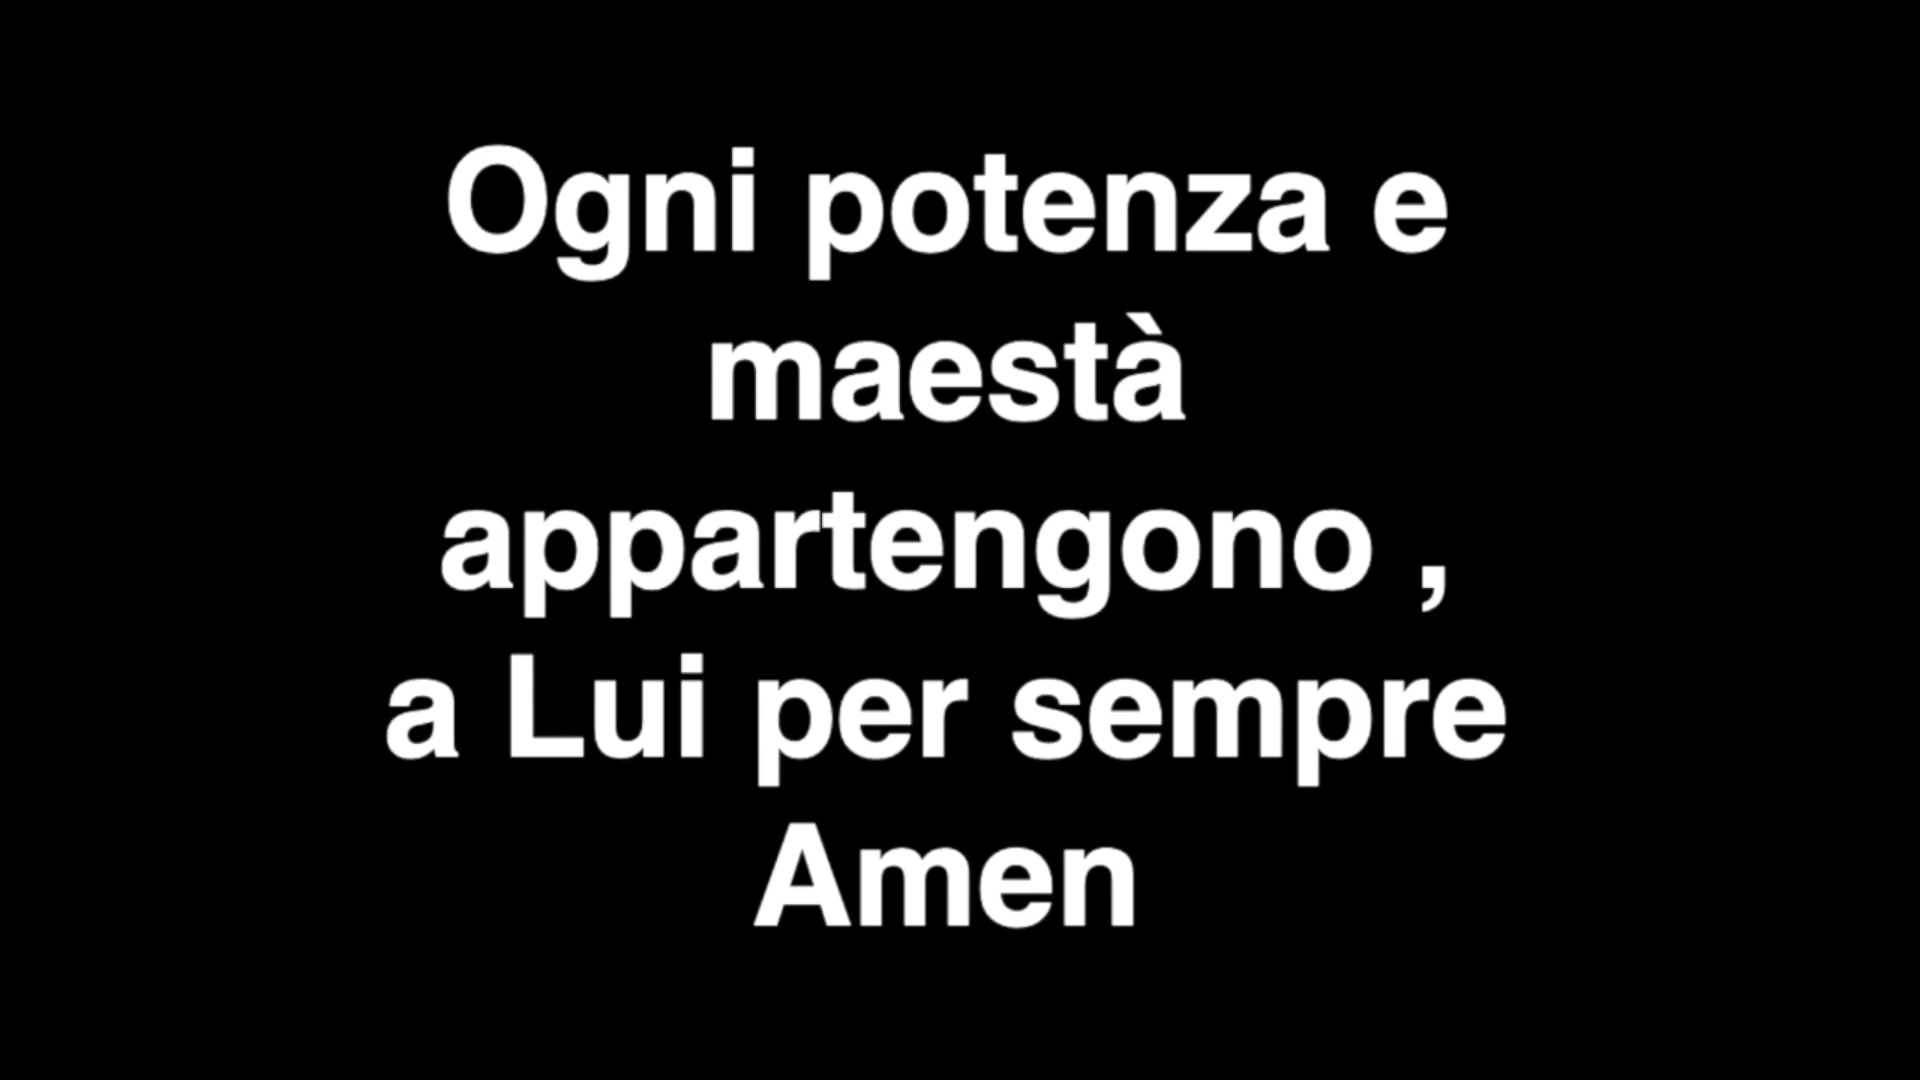 Ogni potenza e
maestà
appartengono ,
a Lui per sempre
Amen